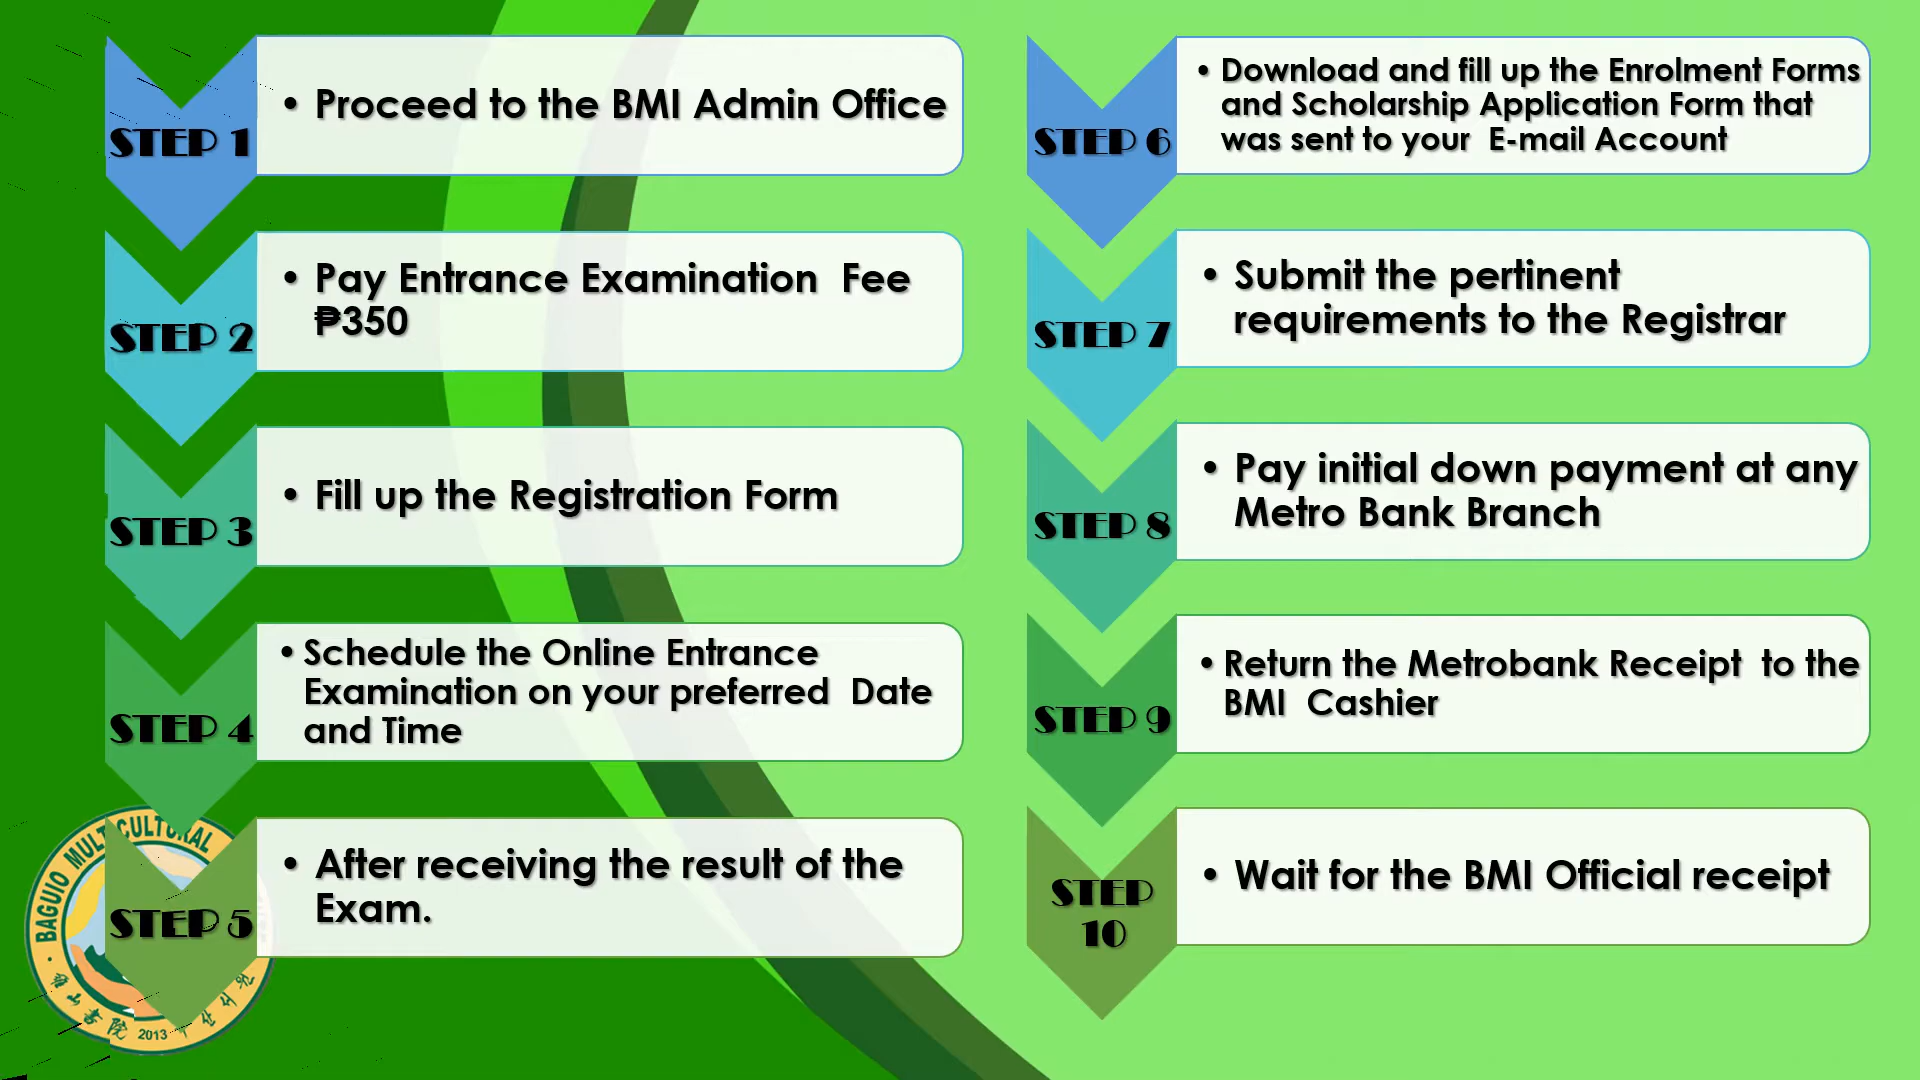 STEP 1
• Proceed to the BMI Admin Office
STEP 2
• Pay Entrance Examination Fee
₱350
STEP 3
• Fill up the Registration Form
STEP 4
• Schedule the Online Entrance
Examination on your preferred Date
and Time
STEP 5
• After receiving the result of the
Exam.
STEP 6
• Download and fill up the Enrolment Forms
and Scholarship Application Form that
was sent to your E-mail Account
STEP 7
• Submit the pertinent
requirements to the Registrar
STEP 8
• Pay initial down payment at any
Metro Bank Branch
STEP 9
• Return the Metrobank Receipt to the
BMI Cashier
STEP
10
• Wait for the BMI Official receipt
BAGUIO MULTICULTURAL
2013